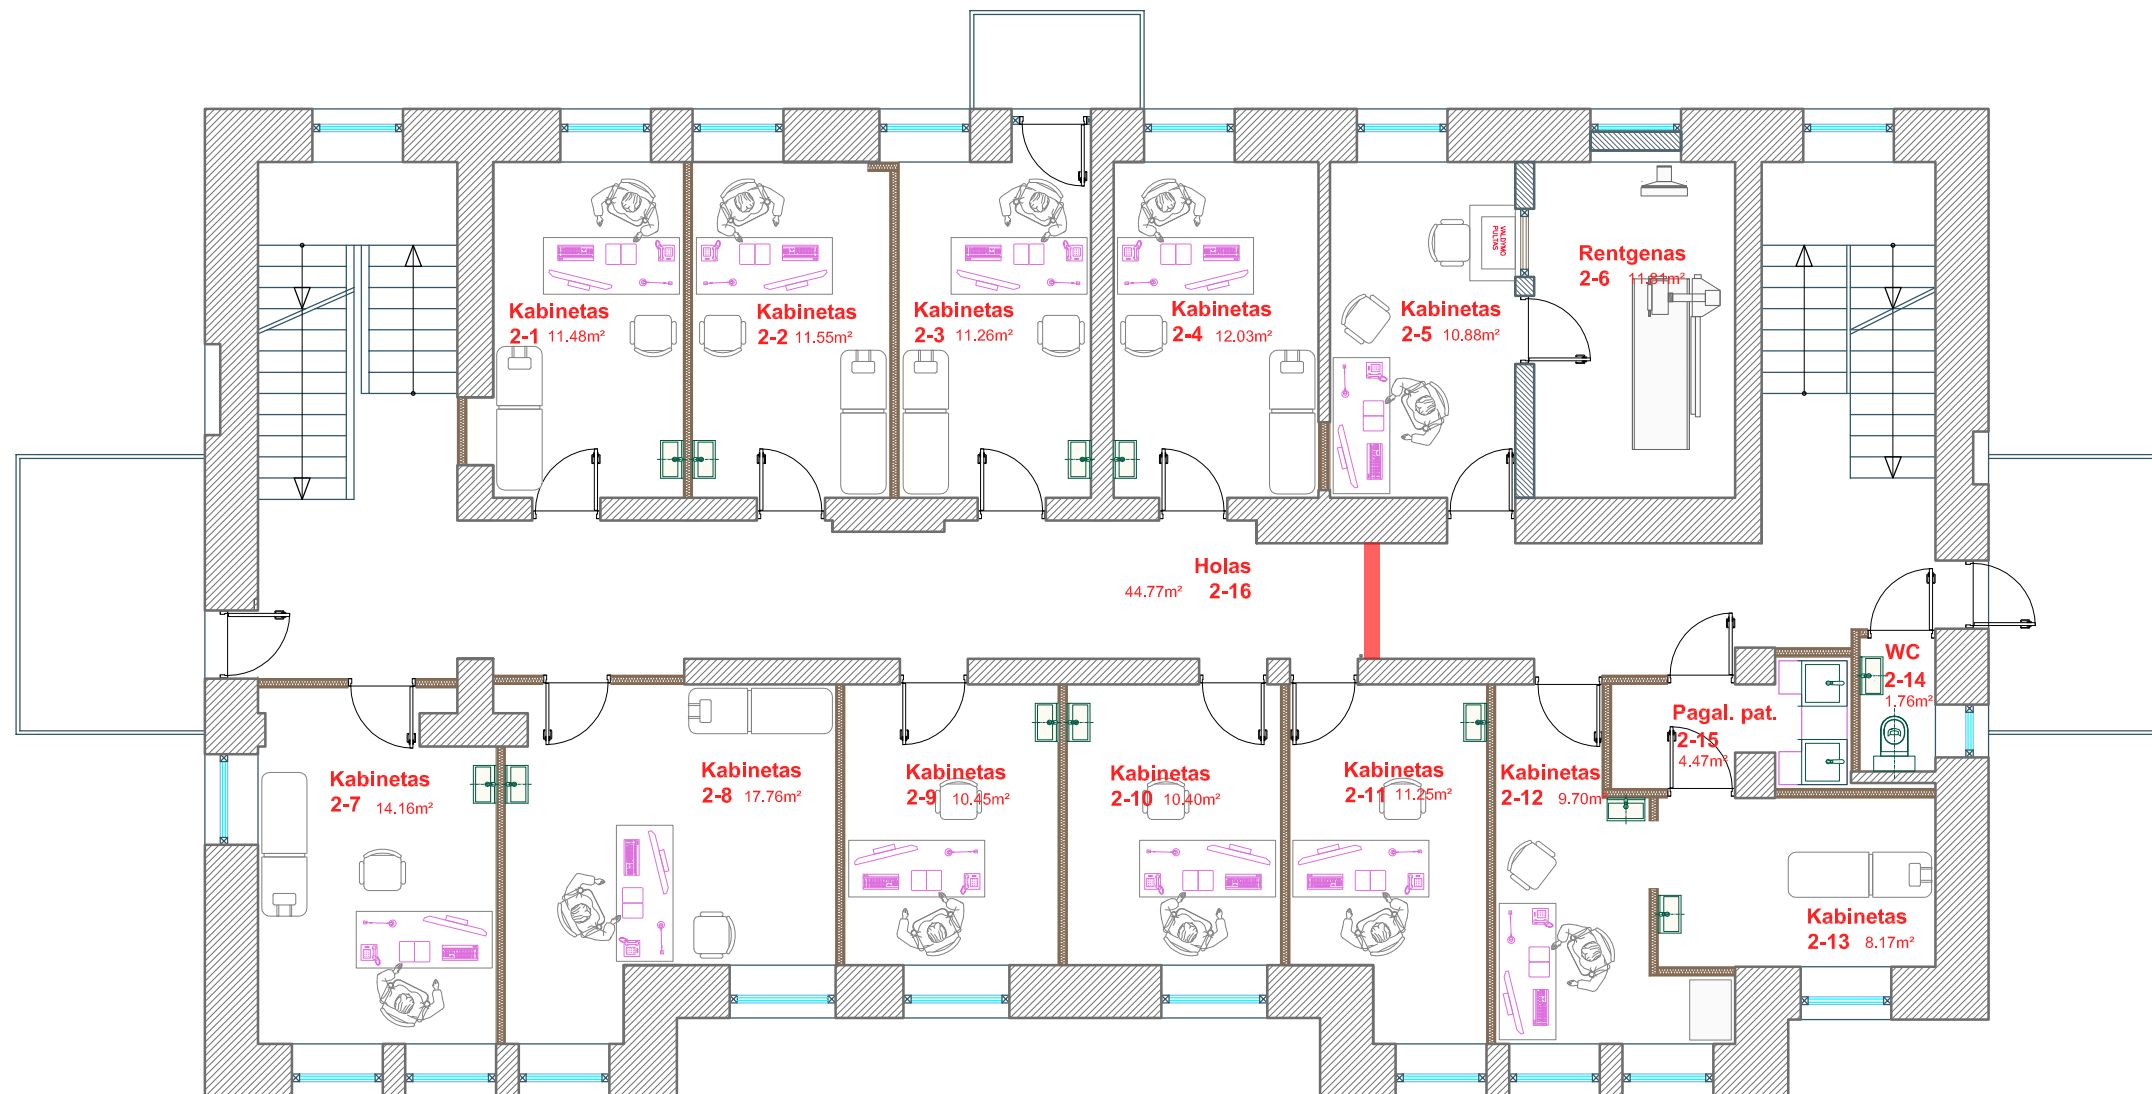 VALDYMO
PULTAS
Rentgenas
2-6 11.81m²
Kabinetas
2-1 11.48m²
Kabinetas
2-2 11.55m²
Kabinetas
2-3 11.26m²
Kabinetas
2-4 12.03m²
Kabinetas
2-5 10.88m²
Holas
44.77m² 2-16
WC
2-14
1.76m²
Pagal. pat.
2-15
4.47m²
Kabinetas
2-7 14.16m²
Kabinetas
2-8 17.76m²
Kabinetas
2-9 10.45m²
Kabinetas
2-10 10.40m²
Kabinetas
2-11 11.25m²
Kabinetas
2-12 9.70m²
Kabinetas
2-13 8.17m²